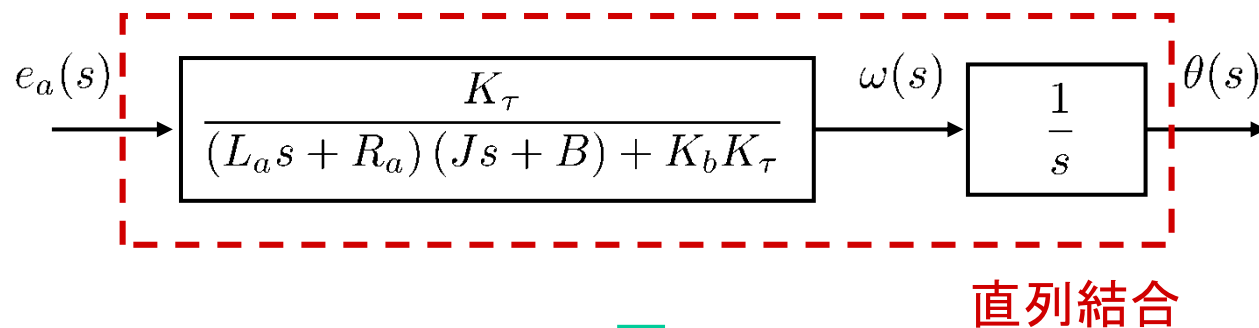 e_a(s)
K_τ
(L_a s + R_a) (Js + B) + K_b K_τ
ω(s)
1
s
θ(s)
直列結合